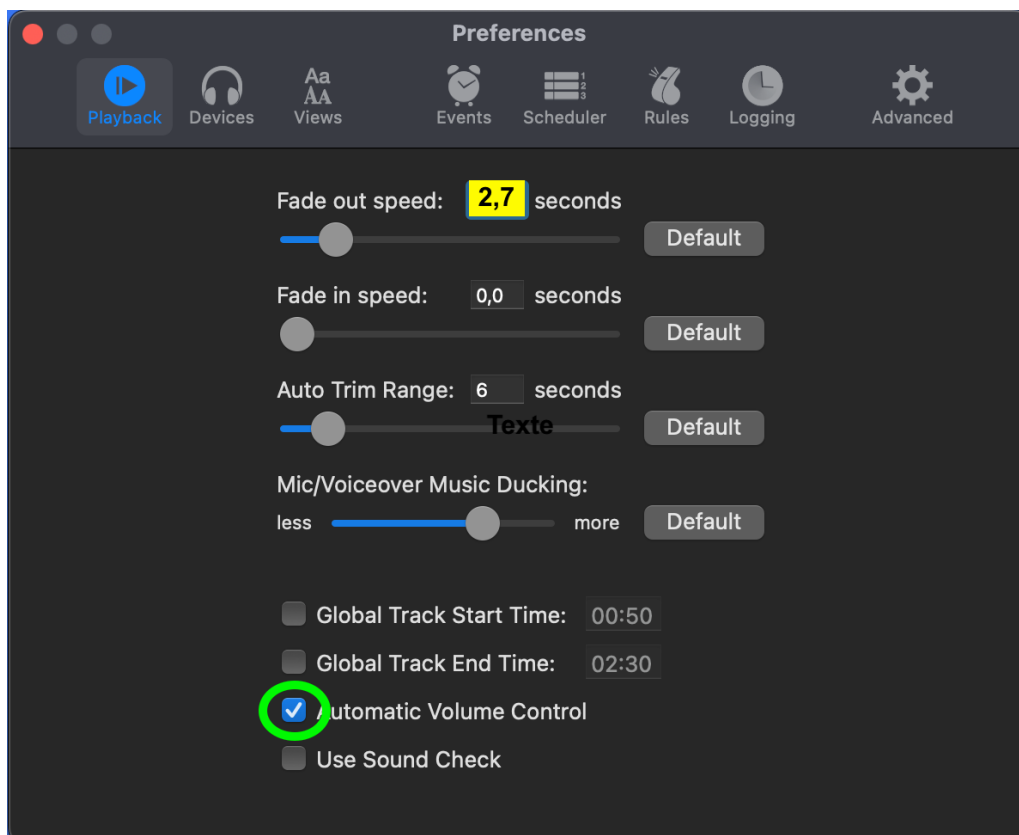 Preferences
Aa
AA
1
2
3
Playback Devices Views Events Scheduler Rules Logging Advanced
Fade out speed: 2,7 seconds
Default
Fade in speed: 0,0 seconds
Default
Auto Trim Range: 6 seconds
Texte
Default
Mic/Voiceover Music Ducking:
less more Default
Global Track Start Time: 00:50
Global Track End Time: 02:30
Automatic Volume Control
Use Sound Check